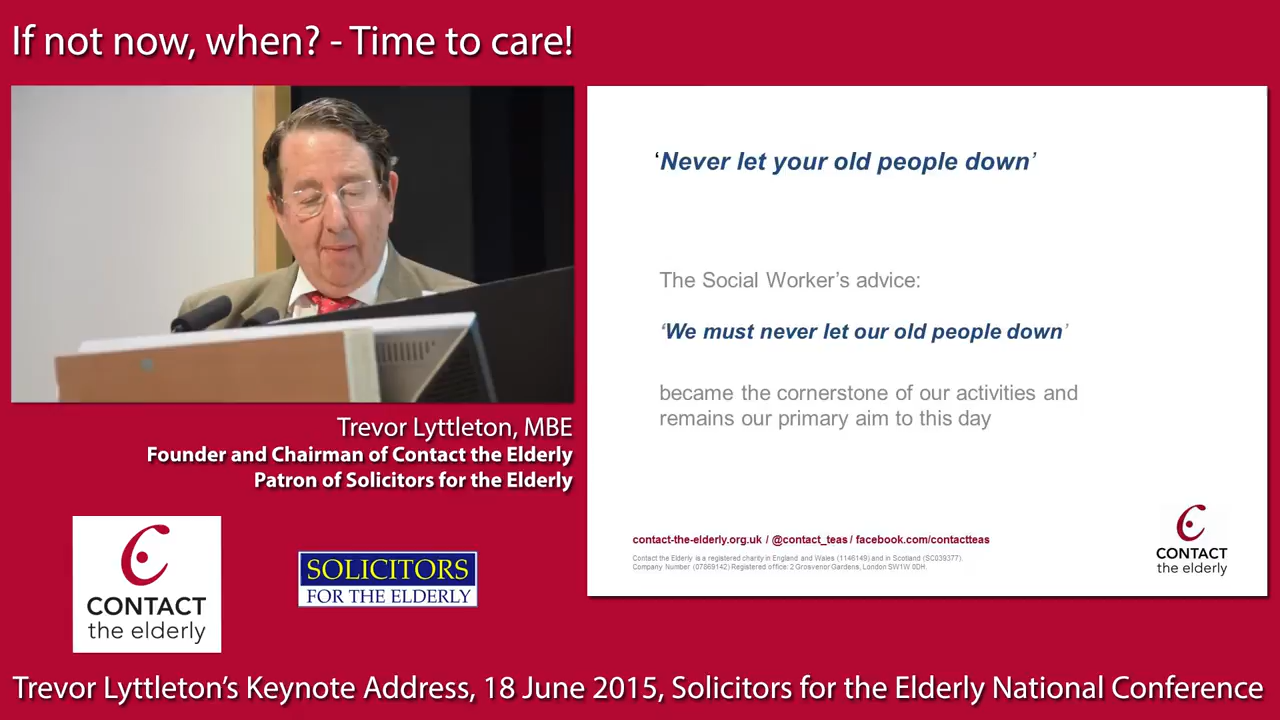 If not now, when? - Time to care!
‘Never let your old people down’
The Social Worker’s advice:
‘We must never let our old people down’
became the cornerstone of our activities and
remains our primary aim to this day
contact-the-elderly.org.uk / @contact_teas / facebook.com/contactteas
Contact the Elderly is a registered charity in England and Wales (1146149) and in Scotland (SC039377).
Company Number (07869142) Registered office: 2 Grosvenor Gardens, London SW1W 0DH.
CONTACT
the elderly
Trevor Lyttleton, MBE
Founder and Chairman of Contact the Elderly
Patron of Solicitors for the Elderly
CONTACT
the elderly
SOLICITORS
FOR THE ELDERLY
Trevor Lyttleton’s Keynote Address, 18 June 2015, Solicitors for the Elderly National Conference